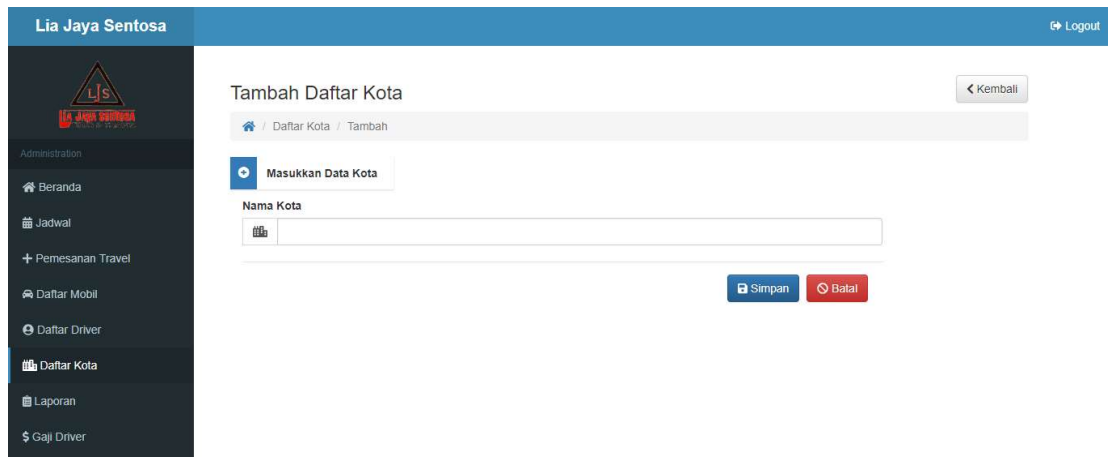 Lia Jaya Sentosa
Logout
LJS
LIA JAYA SENTOSA
Administration
Beranda
Jadwal
Pemesanan Travel
Daftar Mobil
Daftar Driver
Daftar Kota
Laporan
Gaji Driver
Tambah Daftar Kota
Kembali
/ Daftar Kota / Tambah
Masukkan Data Kota
Nama Kota
Simpan
Batal